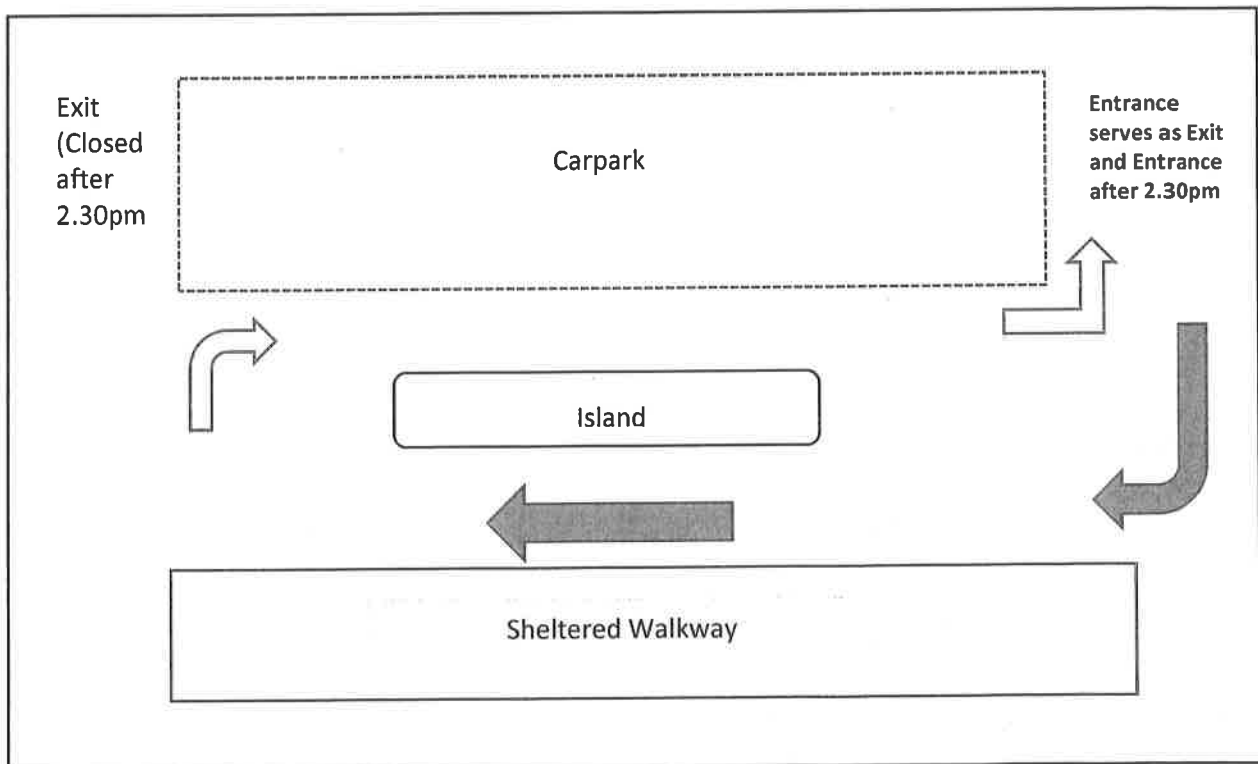 Exit
(Closed
after
2.30pm
Carpark
Entrance
serves as Exit
and Entrance
after 2.30pm
Island
Sheltered Walkway